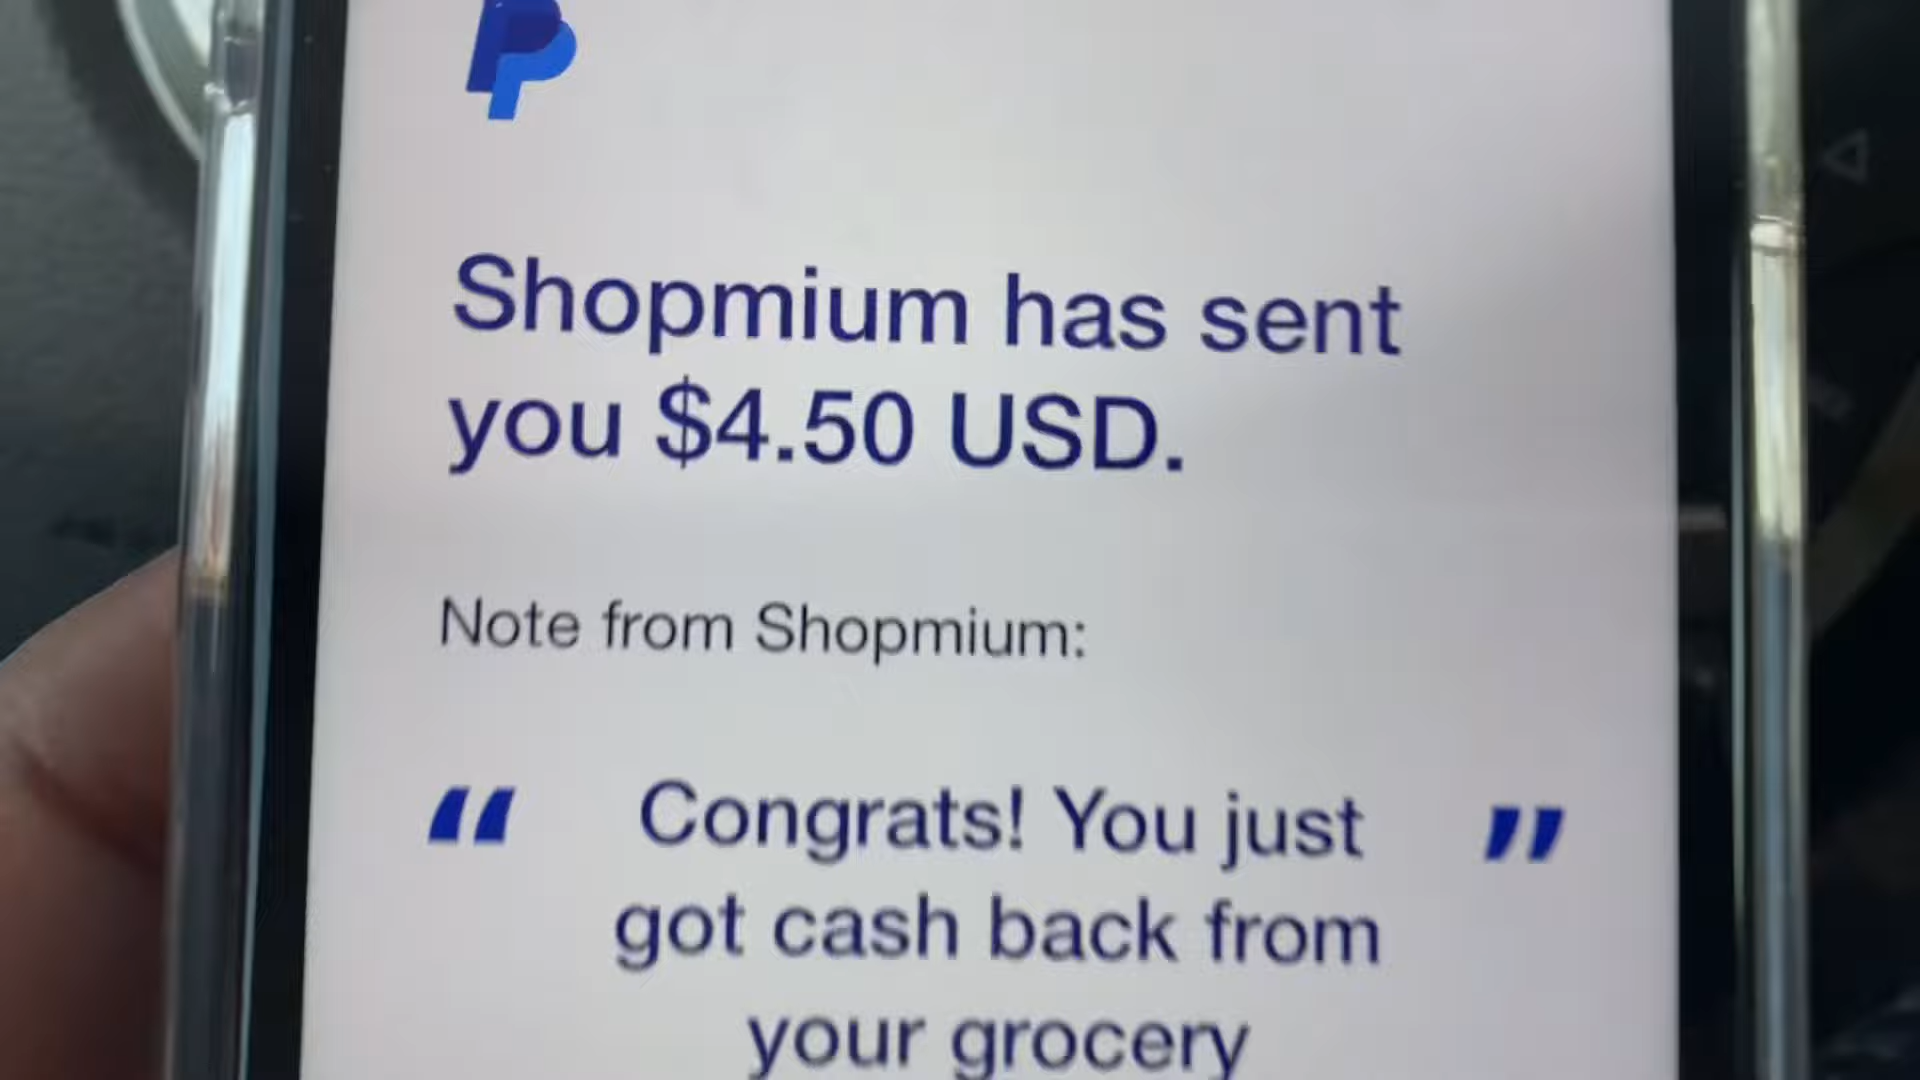 Shopmium has sent
you $4.50 USD.
Note from Shopmium:
“ Congrats! You just ”
got cash back from
your grocery